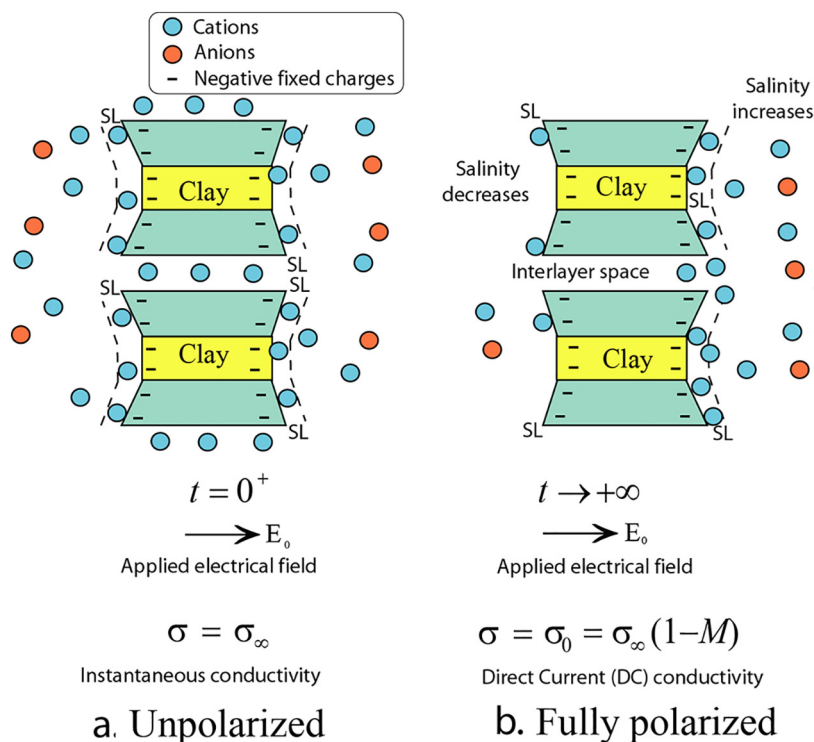 Cations
Anions
Negative fixed charges
SL
Clay
SL
SL
SL
Clay
SL
t = 0⁺
E₀
Applied electrical field
σ = σ∞
Instantaneous conductivity
a. Unpolarized
Salinity
increases
SL
Salinity
decreases
Clay
SL
Interlayer space
Clay
SL
SL
t → +∞
E₀
Applied electrical field
σ = σ₀ = σ∞ (1−M)
Direct Current (DC) conductivity
b. Fully polarized